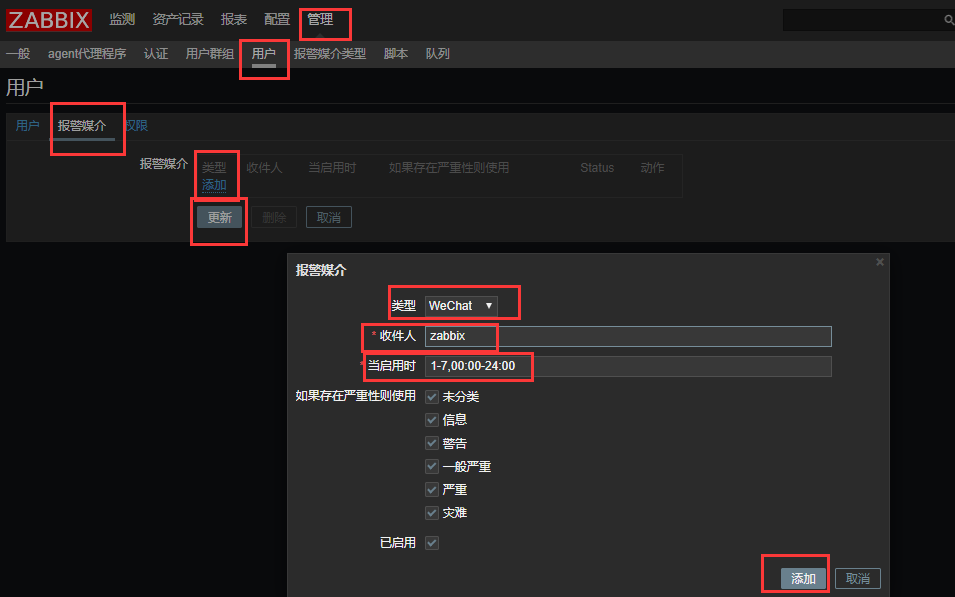 ZABBIX 监测 资产记录 报表 配置 管理
一般 agent代理程序 认证 用户群组 用户 报警媒介类型 脚本 队列
用户
用户 报警媒介 权限
报警媒介 类型 收件人 当启用时 如果存在严重性则使用 Status 动作
添加
更新 删除 取消
报警媒介
类型 WeChat
* 收件人 zabbix
* 当启用时 1-7,00:00-24:00
如果存在严重性则使用 未分类
信息
警告
一般严重
严重
灾难
已启用
添加 取消